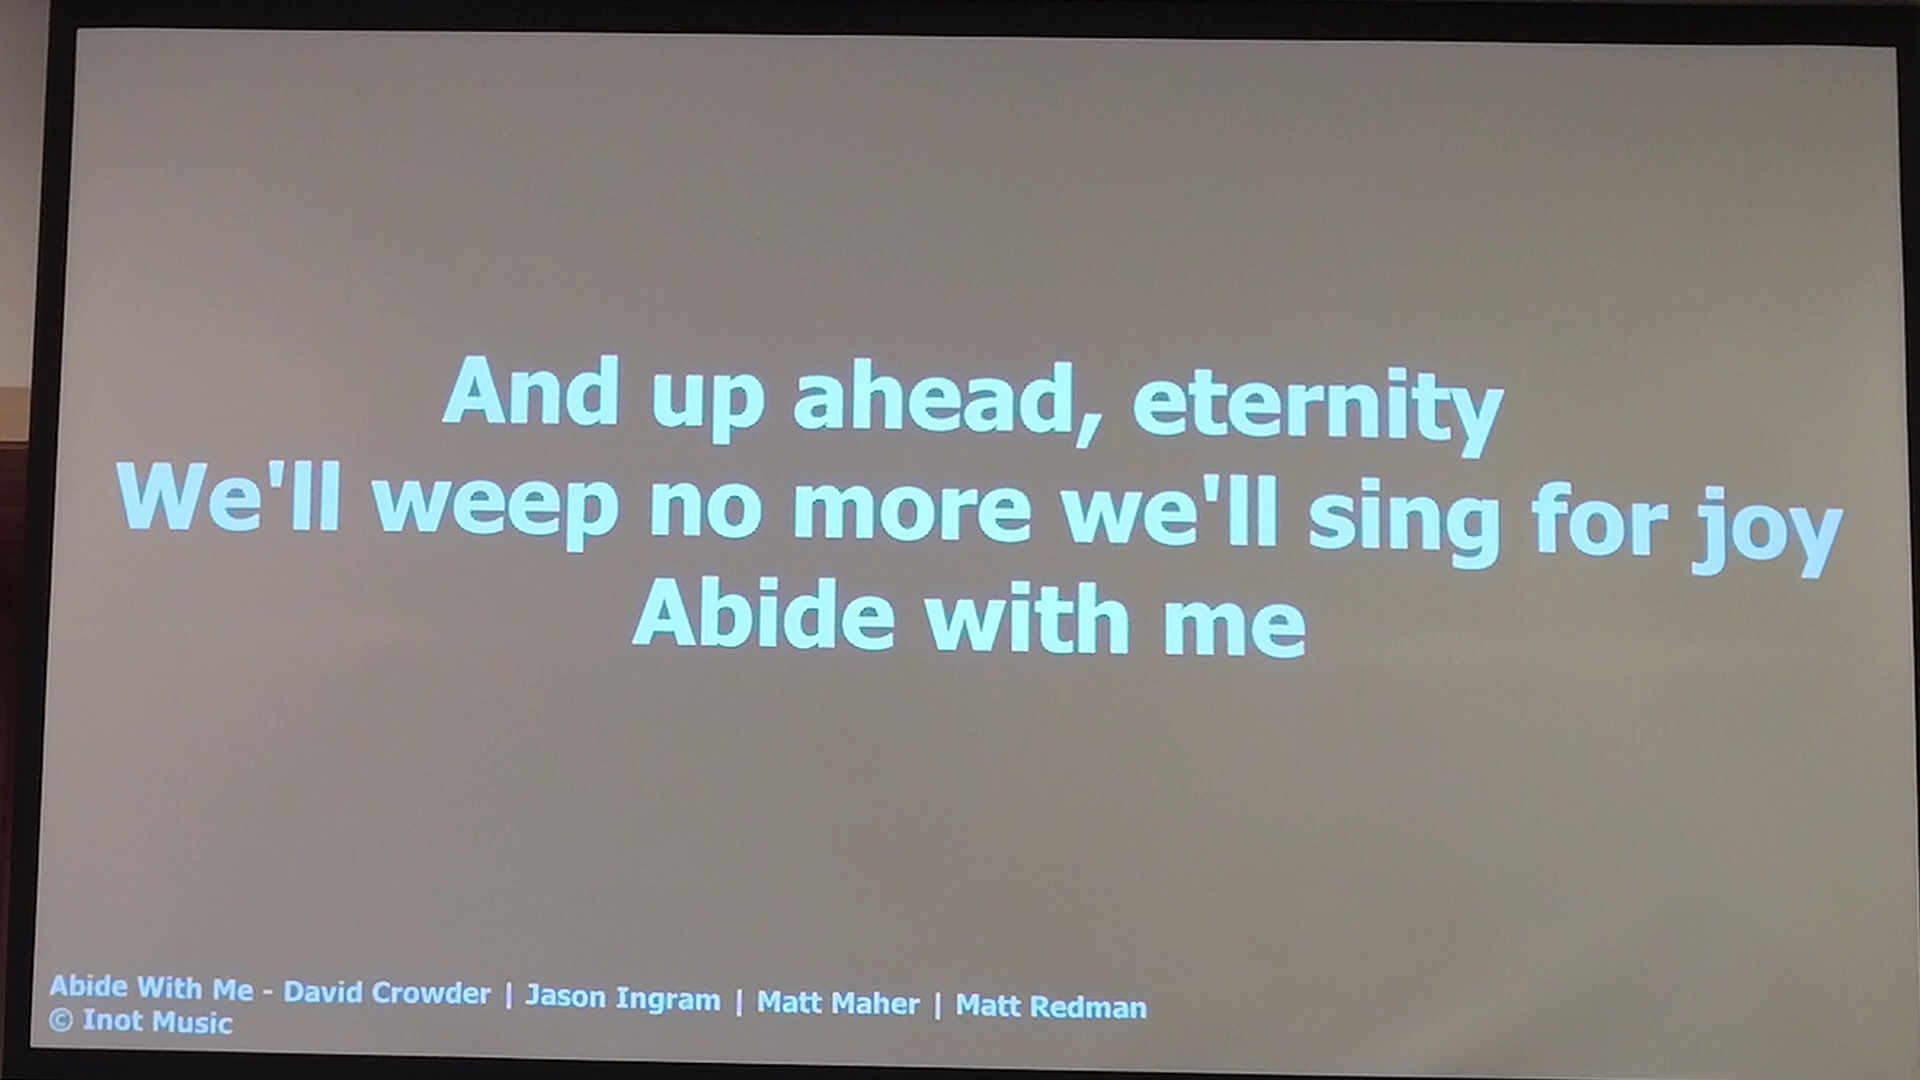 And up ahead, eternity
We'll weep no more we'll sing for joy
Abide with me
Abide With Me - David Crowder | Jason Ingram | Matt Maher | Matt Redman
© Inot Music